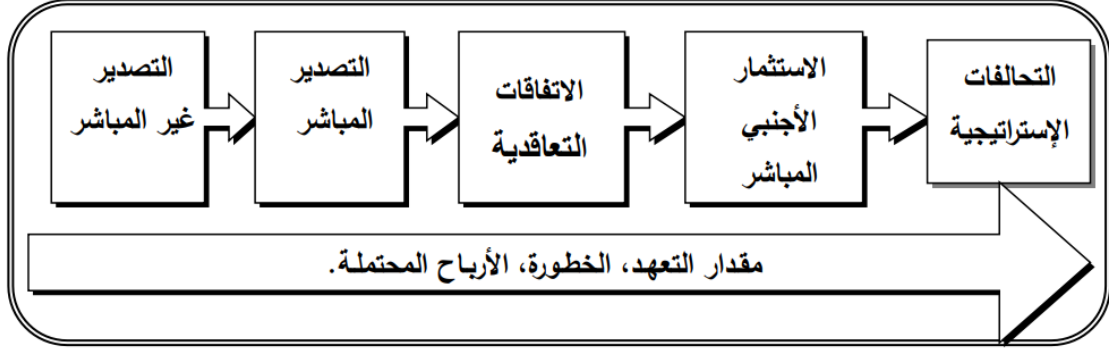 التصدير
غير المباشر
التصدير
المباشر
الاتفاقات
التعاقدية
الاستثمار
الأجنبي
المباشر
التحالفات
الإستراتيجية
مقدار التعهد، الخطورة، الأرباح المحتملة.